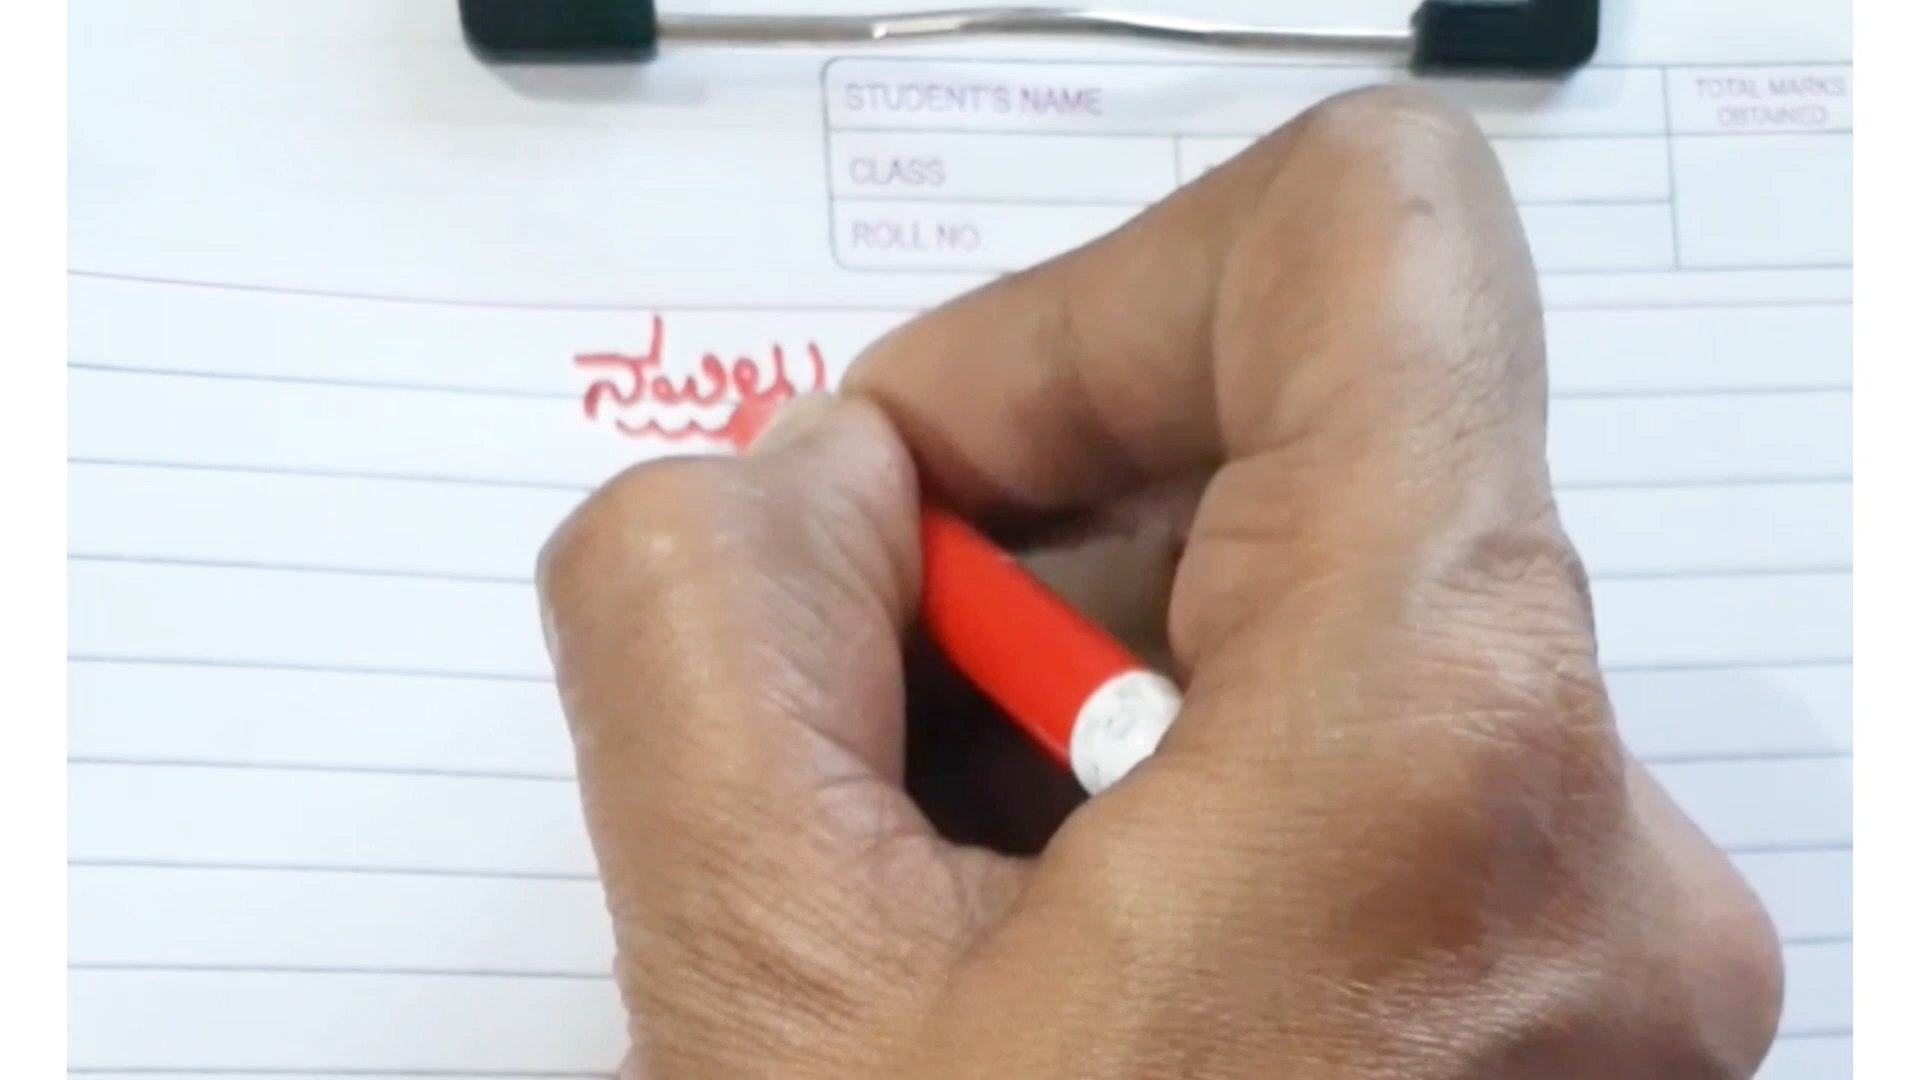 STUDENT'S NAME
TOTAL MARKS
OBTAINED
CLASS
ROLL NO.